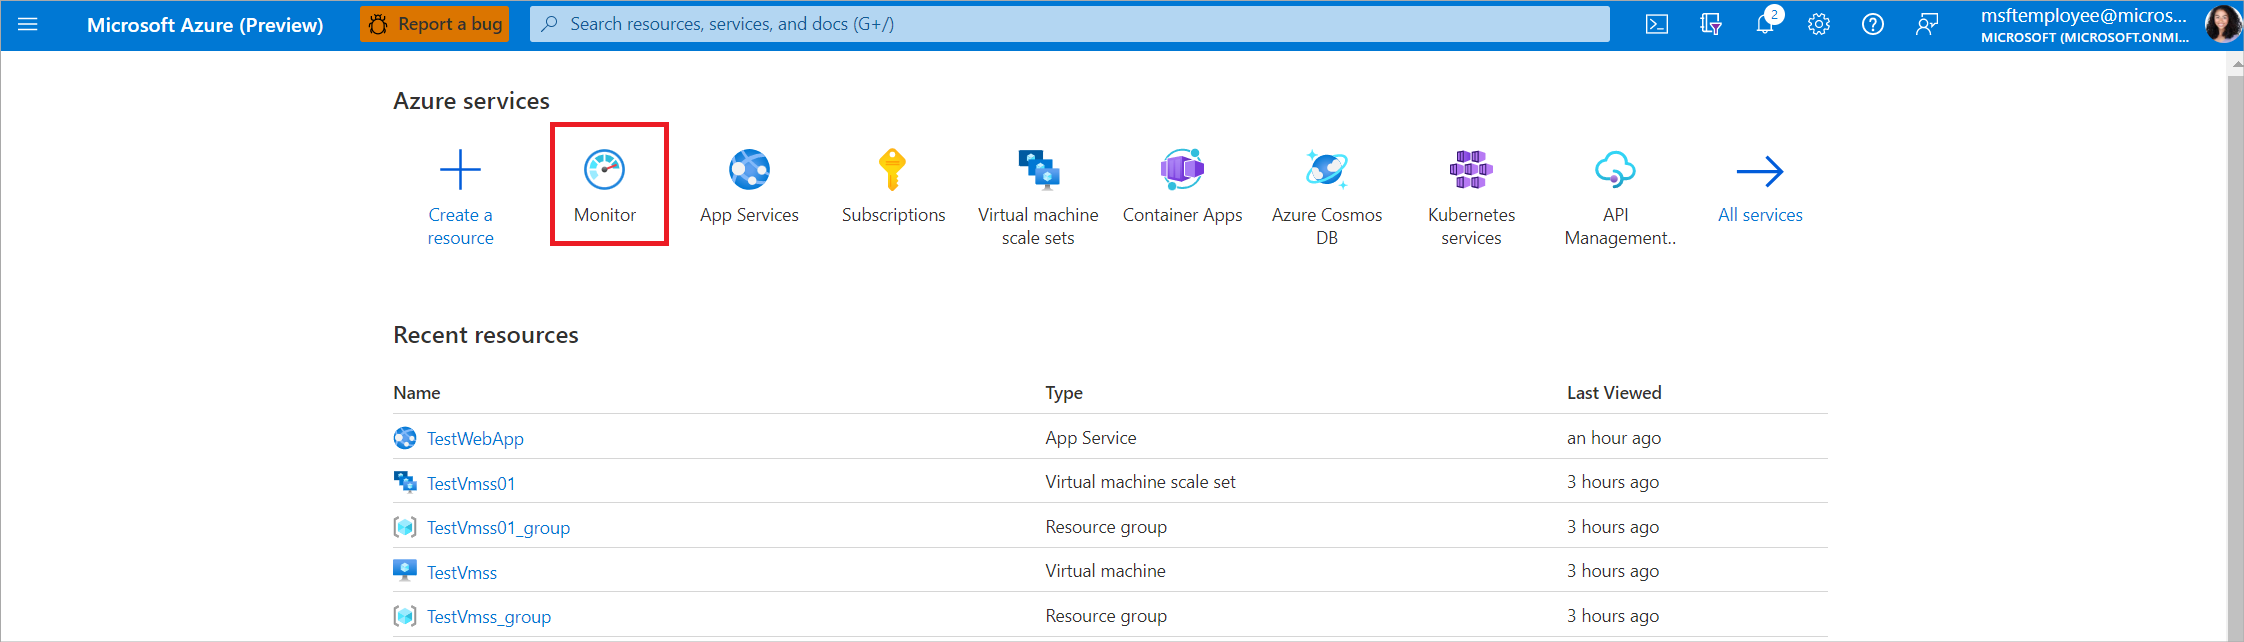 Microsoft Azure (Preview)
Report a bug
Search resources, services, and docs (G+/)
2
msftemployee@micros...
MICROSOFT (MICROSOFT.ONMI...
Azure services
Create a
resource
Monitor
App Services
Subscriptions
Virtual machine
scale sets
Container Apps
Azure Cosmos
DB
Kubernetes
services
API
Management..
All services
Recent resources
Name Type Last Viewed
TestWebApp App Service an hour ago
TestVmss01 Virtual machine scale set 3 hours ago
TestVmss01_group Resource group 3 hours ago
TestVmss Virtual machine 3 hours ago
TestVmss_group Resource group 3 hours ago